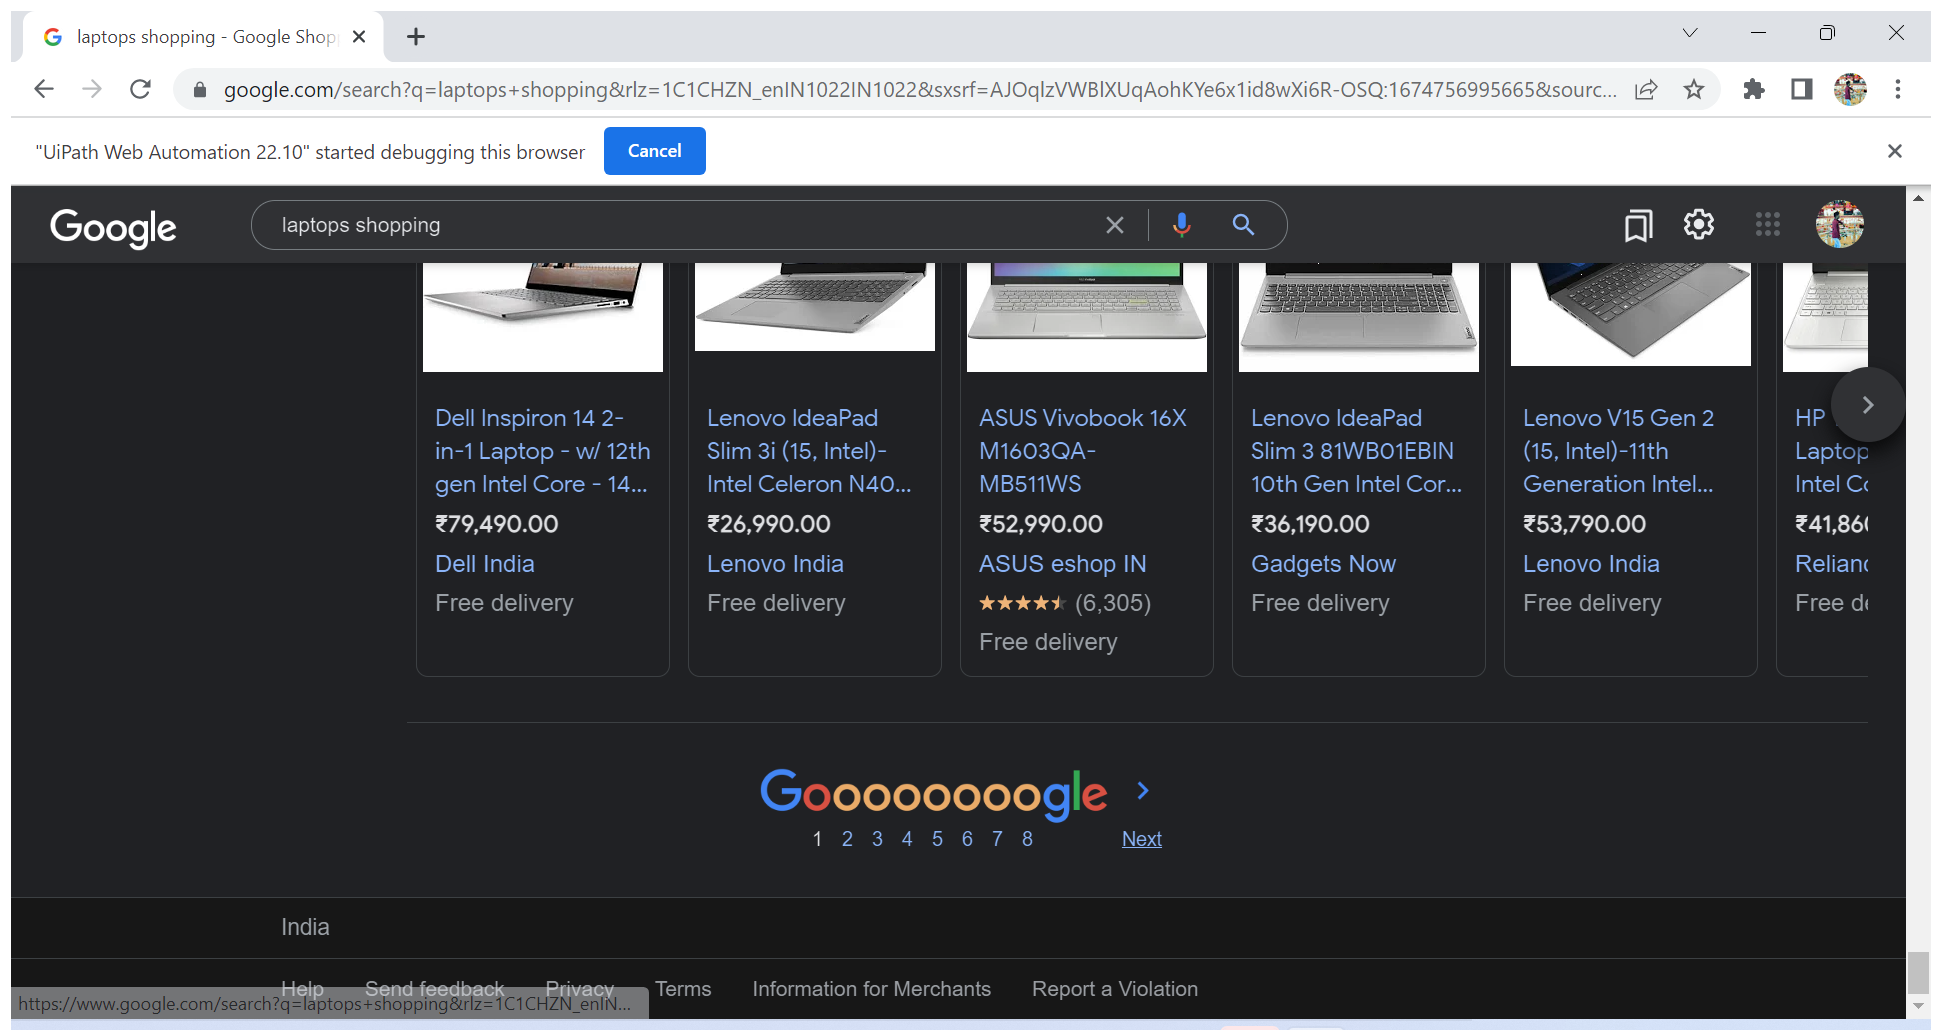 laptops shopping - Google Shop
google.com/search?q=laptops+shopping&rlz=1C1CHZN_enIN1022IN1022&sxsrf=AJOqlzVWBlXUqAohKYe6x1id8wXi6R-OSQ:1674756995665&sourc...
"UiPath Web Automation 22.10" started debugging this browser
Cancel
Google
laptops shopping
Dell Inspiron 14 2-
in-1 Laptop - w/ 12th
gen Intel Core - 14...
₹79,490.00
Dell India
Free delivery
Lenovo IdeaPad
Slim 3i (15, Intel)-
Intel Celeron N40...
₹26,990.00
Lenovo India
Free delivery
ASUS Vivobook 16X
M1603QA-
MB511WS
₹52,990.00
ASUS eshop IN
(6,305)
Free delivery
Lenovo IdeaPad
Slim 3 81WB01EBIN
10th Gen Intel Cor...
₹36,190.00
Gadgets Now
Free delivery
Lenovo V15 Gen 2
(15, Intel)-11th
Generation Intel...
₹53,790.00
Lenovo India
Free delivery
HP
Laptop
Intel Co
₹41,860
Relianc
Free de
Goooooooogle
1 2 3 4 5 6 7 8 Next
India
Help Send feedback Privacy Terms Information for Merchants Report a Violation
https://www.google.com/search?q=laptops+shopping&rlz=1C1CHZN_enIN...